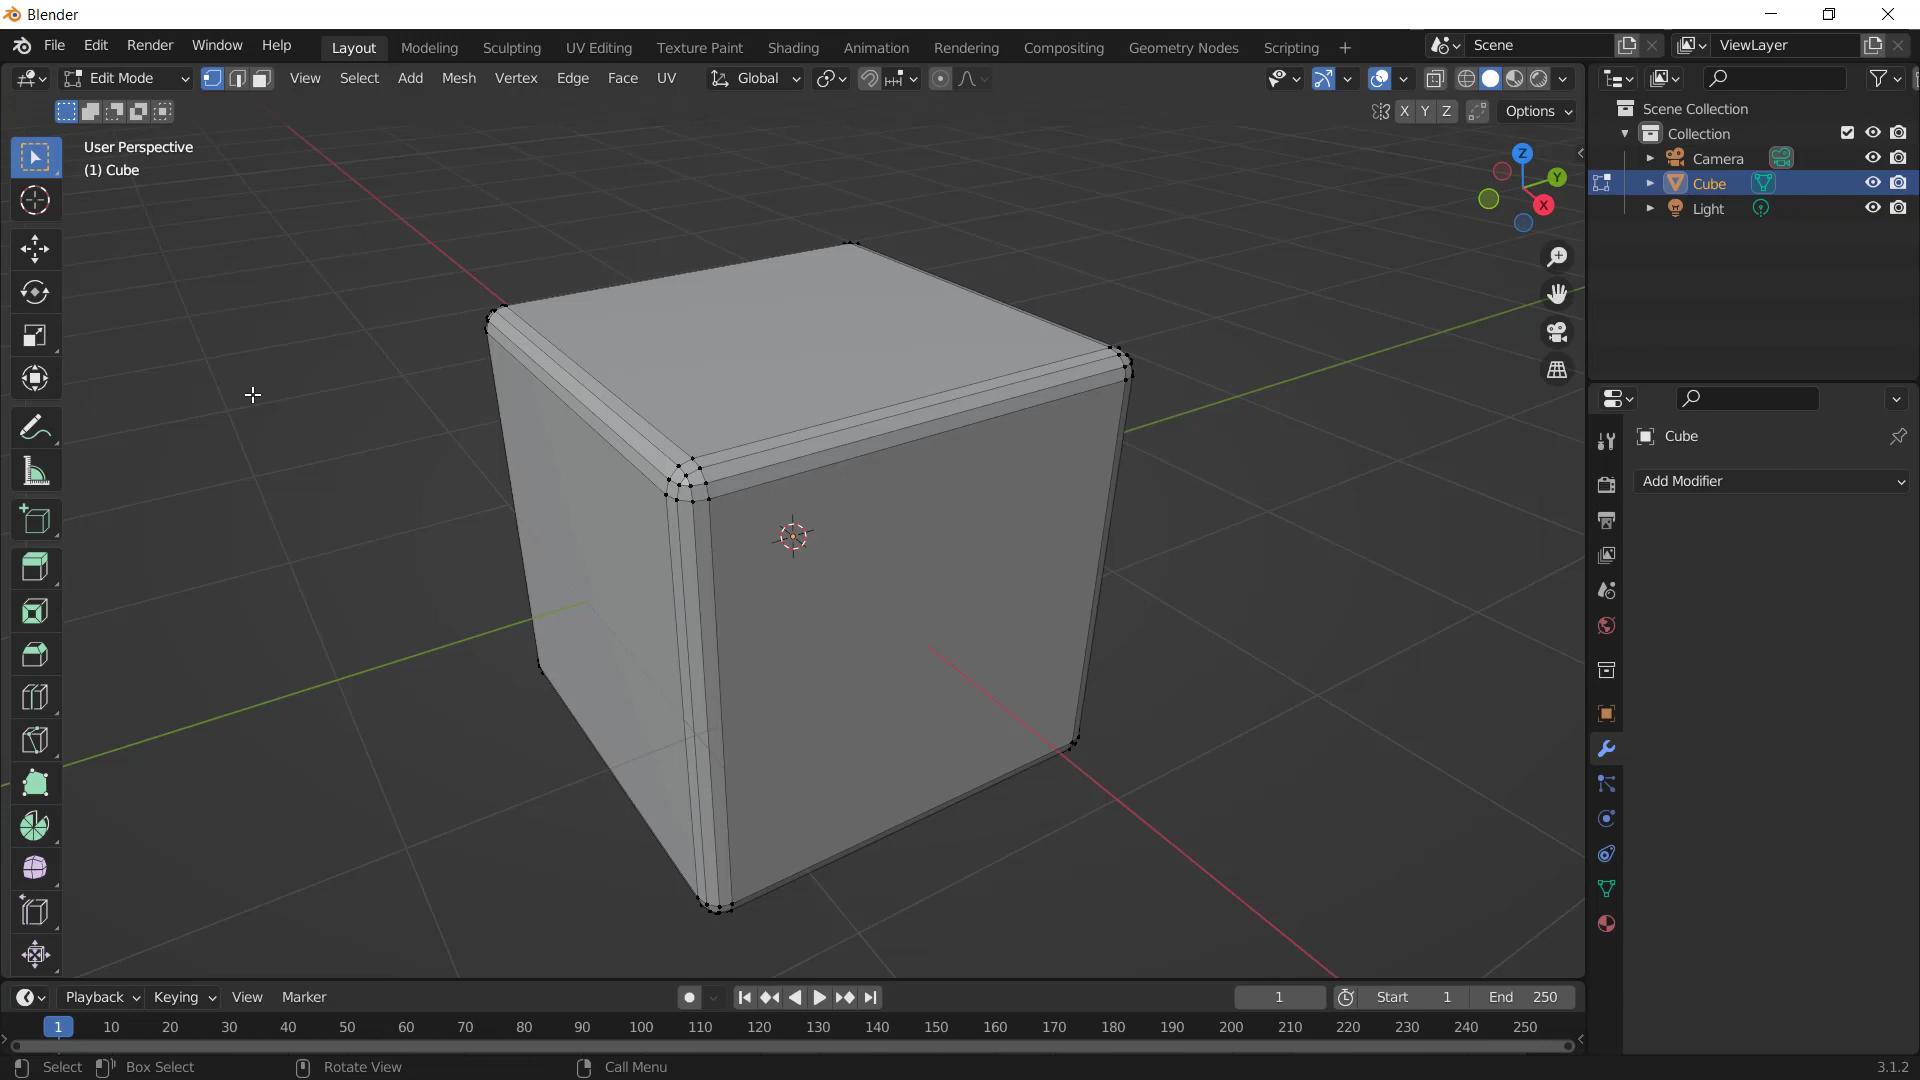 Blender
File Edit Render Window Help Layout Modeling Sculpting UV Editing Texture Paint Shading Animation Rendering Compositing Geometry Nodes Scripting + Scene ViewLayer
Edit Mode View Select Add Mesh Vertex Edge Face UV Global
X Y Z Options
User Perspective
(1) Cube
Z
Y
X
Scene Collection
Collection
Camera
Cube
Light
Cube
Add Modifier
Playback Keying View Marker 1 Start 1 End 250
1 10 20 30 40 50 60 70 80 90 100 110 120 130 140 150 160 170 180 190 200 210 220 230 240 250
Select Box Select Rotate View Call Menu 3.1.2